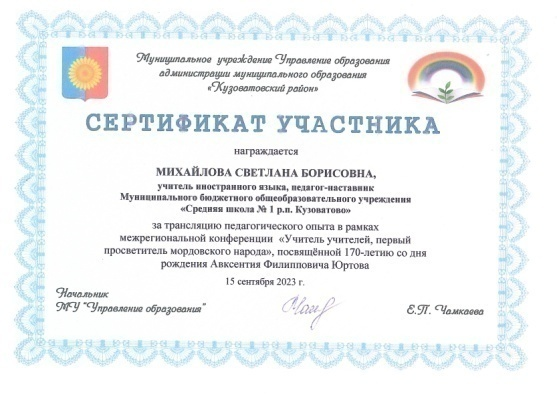 Муниципальное учреждение Управление образования
администрации муниципального образования
«Кузоватовский район»
СЕРТИФИКАТ УЧАСТНИКА
награждается
МИХАЙЛОВА СВЕТЛАНА БОРИСОВНА,
учитель иностранного языка, педагог-наставник
Муниципального бюджетного общеобразовательного учреждения
«Средняя школа № 1 р.п. Кузоватово»
за трансляцию педагогического опыта в рамках
межрегиональной конференции «Учитель учителей, первый
просветитель мордовского народа», посвящённой 170-летию со дня
рождения Авксентия Филипповича Юртова
15 сентября 2023 г.
Начальник
МУ "Управление образования"
Е.П. Чамкаева